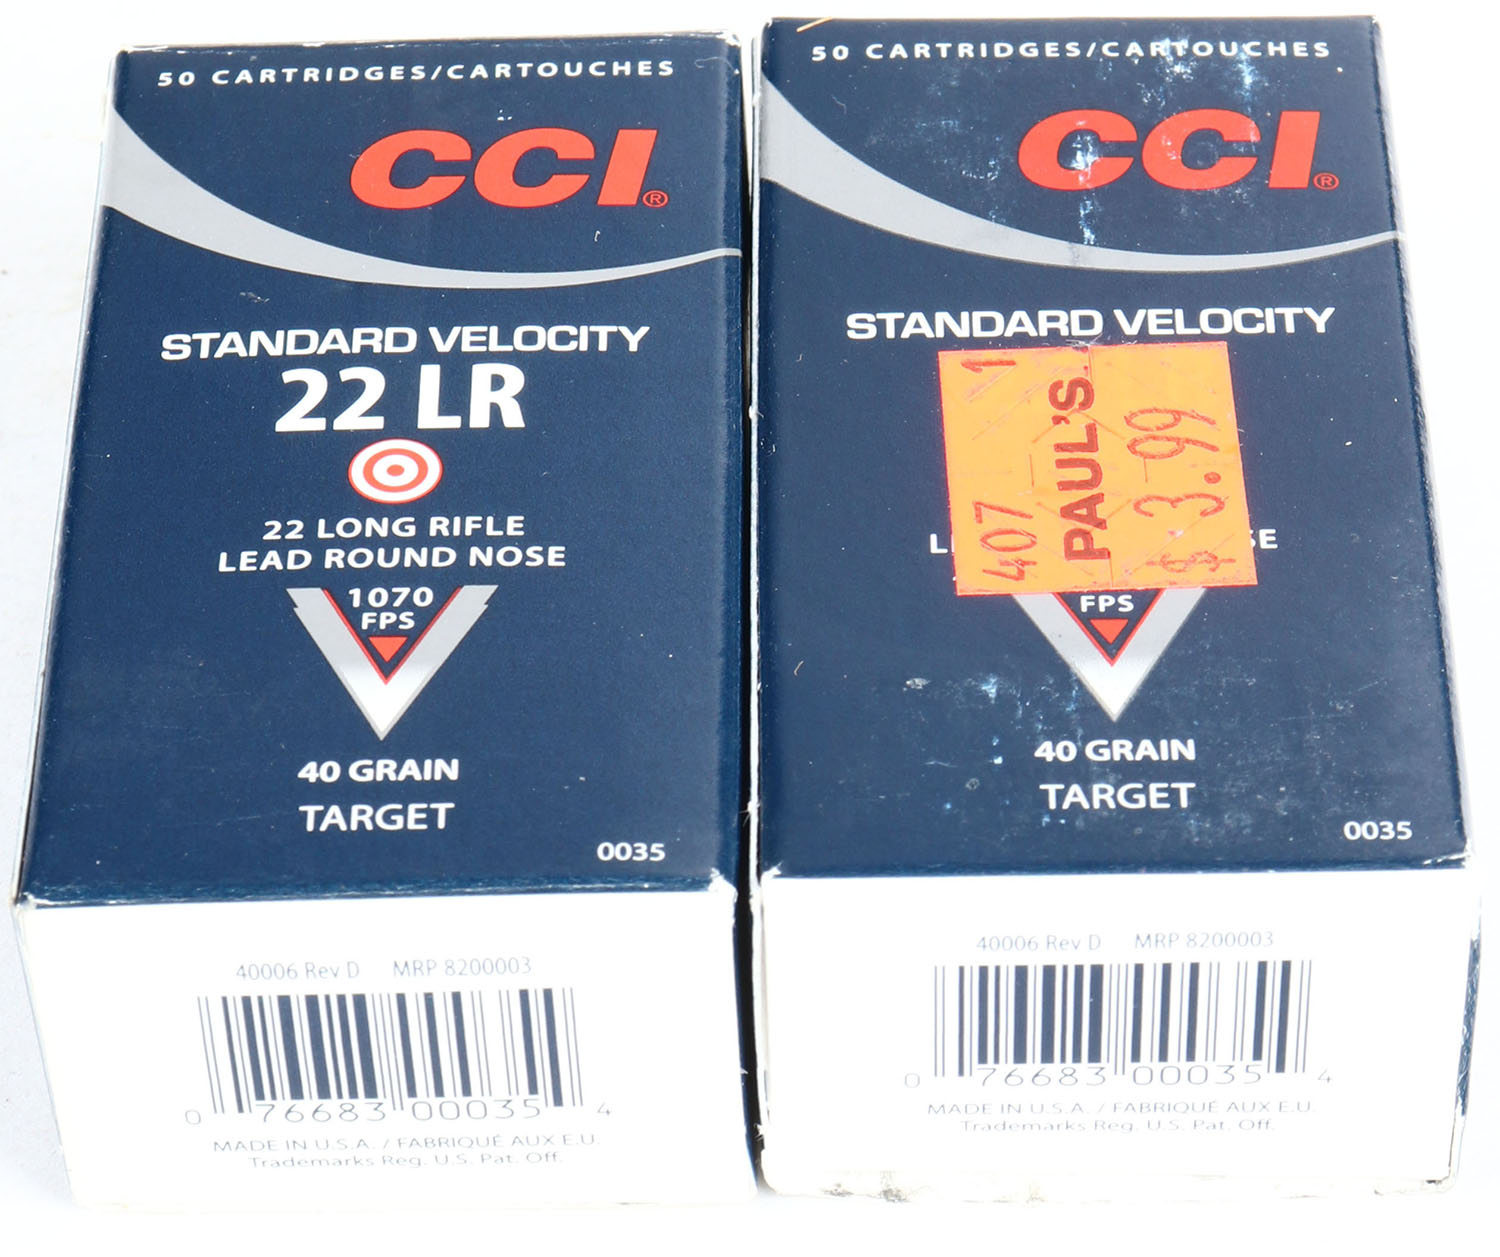 50 CARTRIDGES/CARTOUCHES
CCI®
STANDARD VELOCITY
22 LR
22 LONG RIFLE
LEAD ROUND NOSE
1070
FPS
40 GRAIN
TARGET
0035
40006 Rev D MRP 8200003
0 76683 00035 4
MADE IN U.S.A. / FABRIQUÉ AUX E.U.
Trademarks Reg. U.S. Pat. Off.
50 CARTRIDGES/CARTOUCHES
CCI®
STANDARD VELOCITY
407 1
PAUL'S
$ 3.99
FPS
40 GRAIN
TARGET
0035
40006 Rev D MRP 8200003
0 76683 00035 4
MADE IN U.S.A. / FABRIQUÉ AUX E.U.
Trademarks Reg. U.S. Pat. Off.